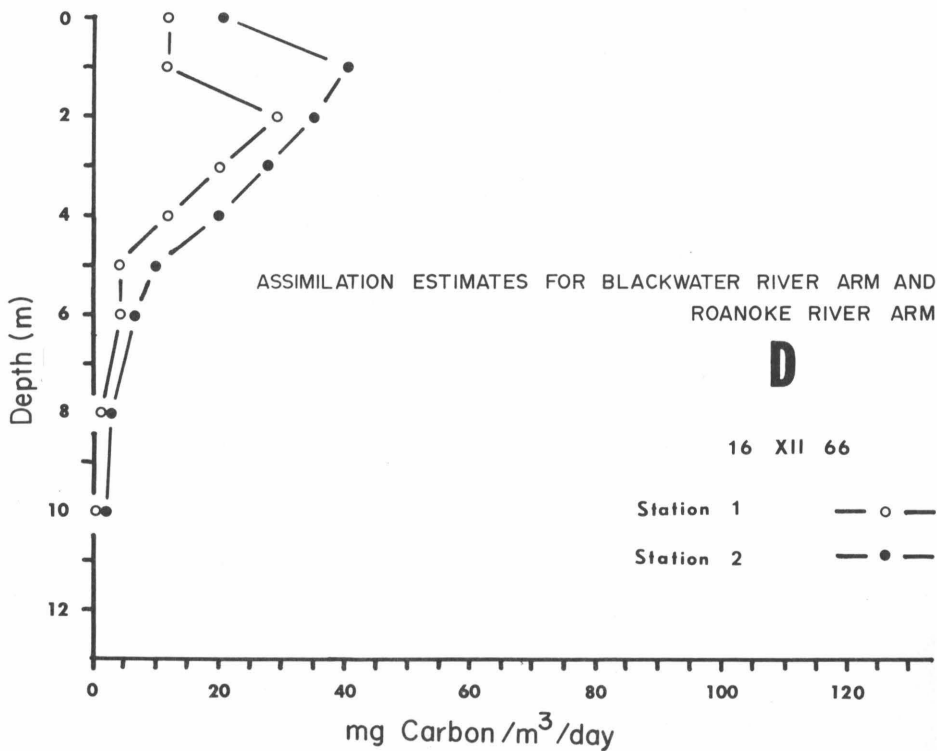 0
2
4
6
8
10
12
Depth (m)
ASSIMILATION ESTIMATES FOR BLACKWATER RIVER ARM AND
ROANOKE RIVER ARM
D
16 XII 66
Station 1
Station 2
0 20 40 60 80 100 120
mg Carbon/m³/day